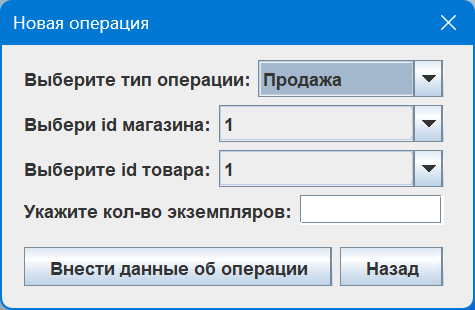 Новая операция
Выберите тип операции: Продажа
Выбери id магазина: 1
Выберите id товара: 1
Укажите кол-во экземпляров:
Внести данные об операции Назад